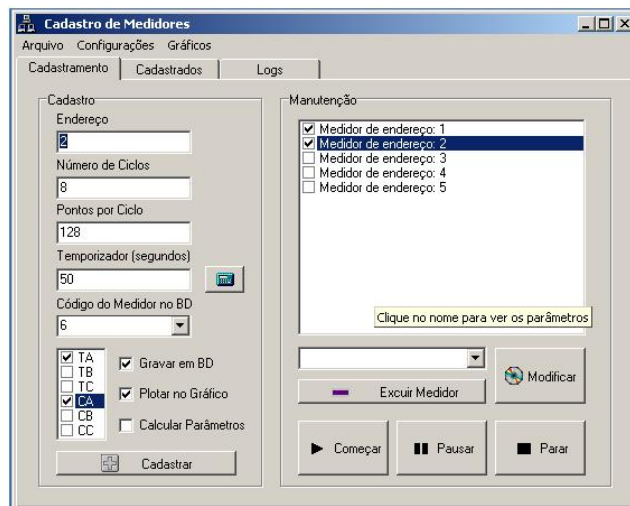 Cadastro de Medidores
Arquivo Configurações Gráficos
Cadastramento Cadastrados Logs
Cadastro
Endereço
2
Número de Ciclos
8
Pontos por Ciclo
128
Temporizador (segundos)
50
Código do Medidor no BD
6
TA
TB
TC
CA
CB
CC
Gravar em BD
Plotar no Gráfico
Calcular Parâmetros
Cadastrar
Manutenção
Medidor de endereço: 1
Medidor de endereço: 2
Medidor de endereço: 3
Medidor de endereço: 4
Medidor de endereço: 5
Clique no nome para ver os parâmetros
Excuir Medidor
Modificar
Começar
Pausar
Parar